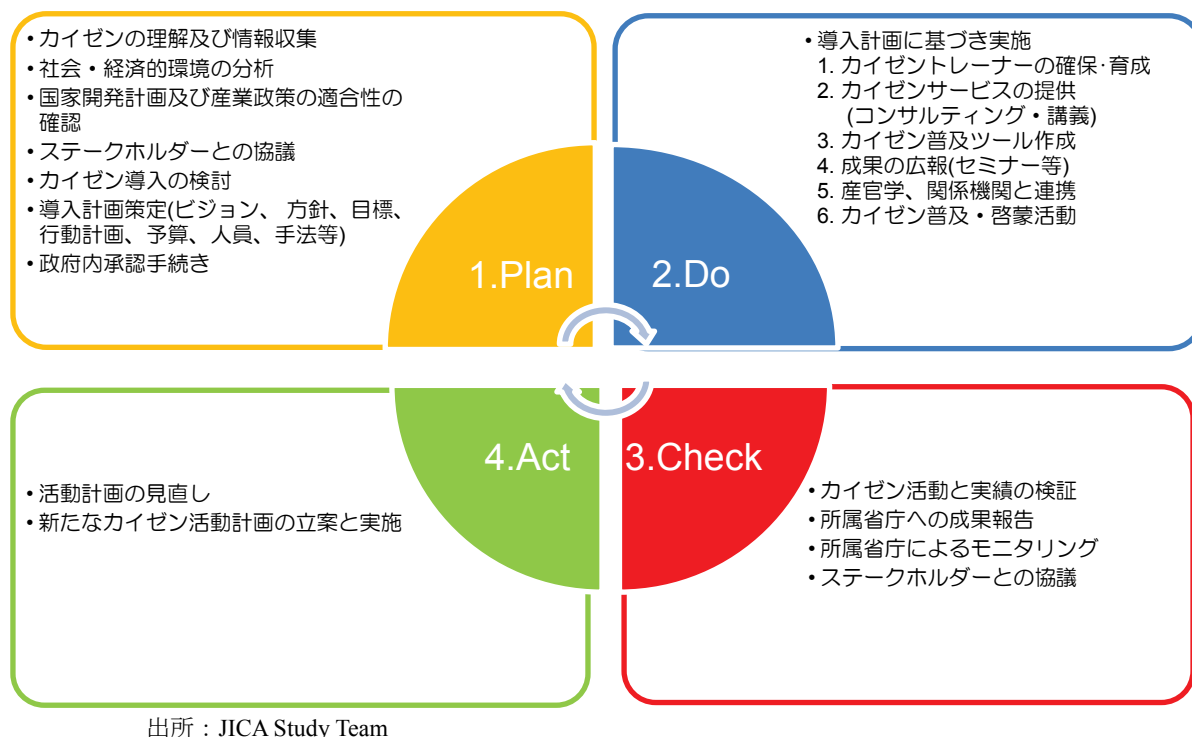 • カイゼンの理解及び情報収集
• 社会・経済的環境の分析
• 国家開発計画及び産業政策の適合性の
確認
• ステークホルダーとの協議
• カイゼン導入の検討
• 導入計画策定(ビジョン、 方針、目標、
行動計画、予算、人員、手法等)
• 政府内承認手続き
1.Plan
• 導入計画に基づき実施
1. カイゼントレーナーの確保･育成
2. カイゼンサービスの提供
(コンサルティング・講義)
3. カイゼン普及ツール作成
4. 成果の広報(セミナー等)
5. 産官学、関係機関と連携
6. カイゼン普及・啓蒙活動
2.Do
4.Act
• 活動計画の見直し
• 新たなカイゼン活動計画の立案と実施
3.Check
• カイゼン活動と実績の検証
• 所属省庁への成果報告
• 所属省庁によるモニタリング
• ステークホルダーとの協議
出所：JICA Study Team